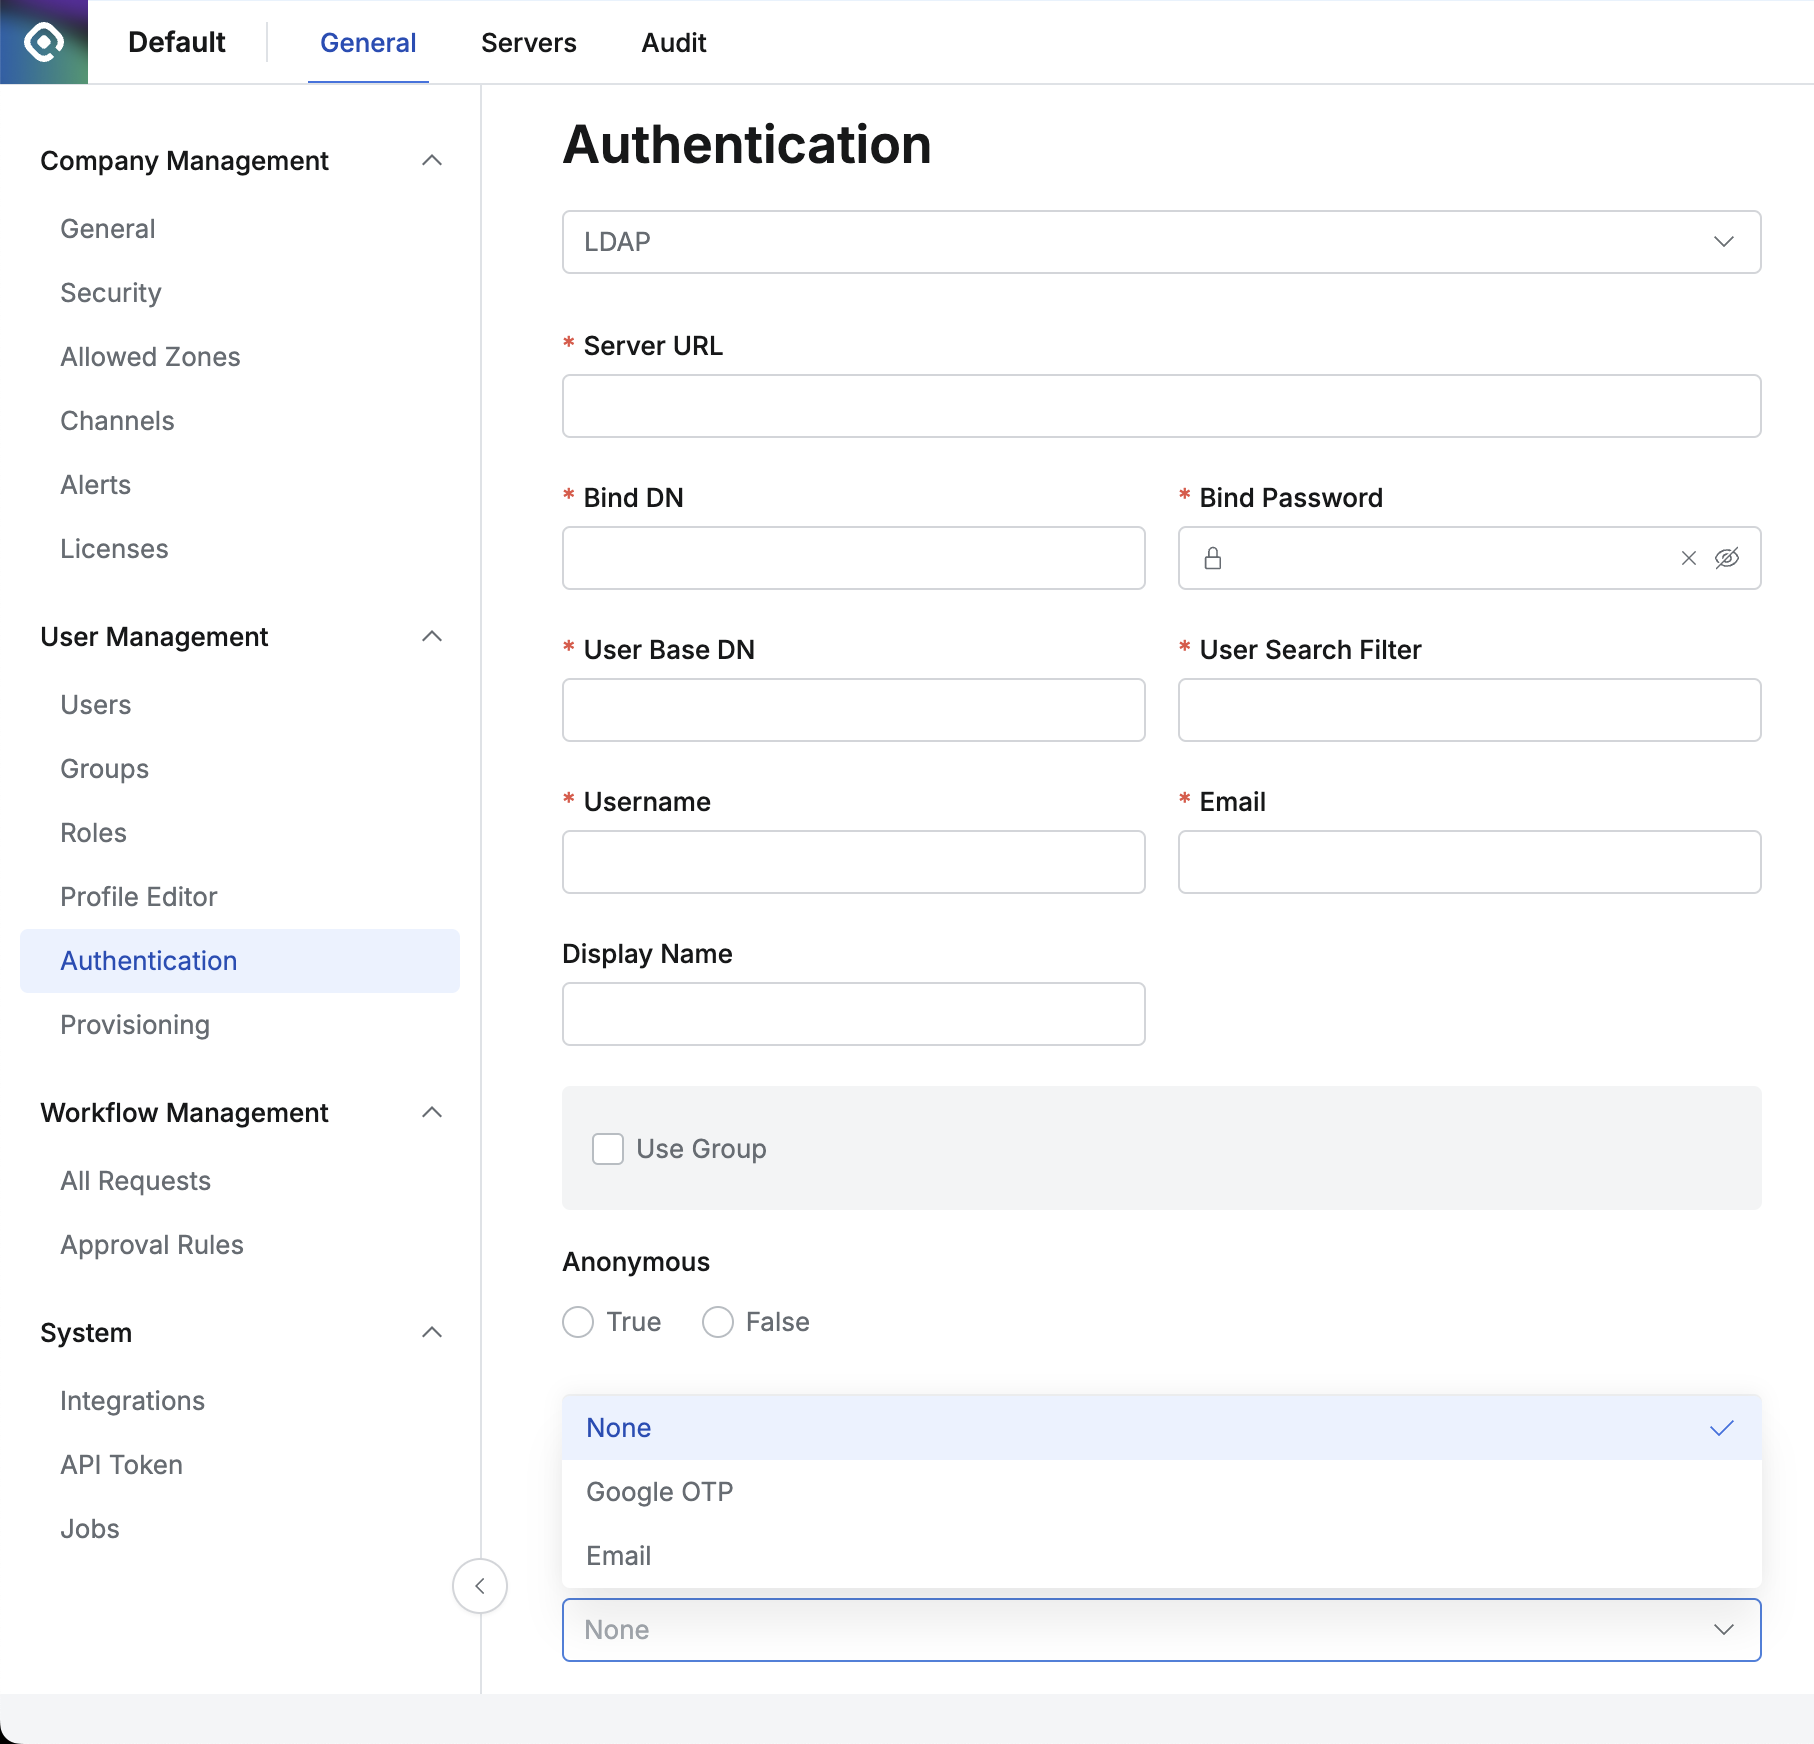 Default
General
Servers
Audit
Company Management
General
Security
Allowed Zones
Channels
Alerts
Licenses
User Management
Users
Groups
Roles
Profile Editor
Authentication
Provisioning
Workflow Management
All Requests
Approval Rules
System
Integrations
API Token
Jobs
Authentication
LDAP
* Server URL
* Bind DN
* Bind Password
* User Base DN
* User Search Filter
* Username
* Email
Display Name
Use Group
Anonymous
True
False
None
Google OTP
Email
None